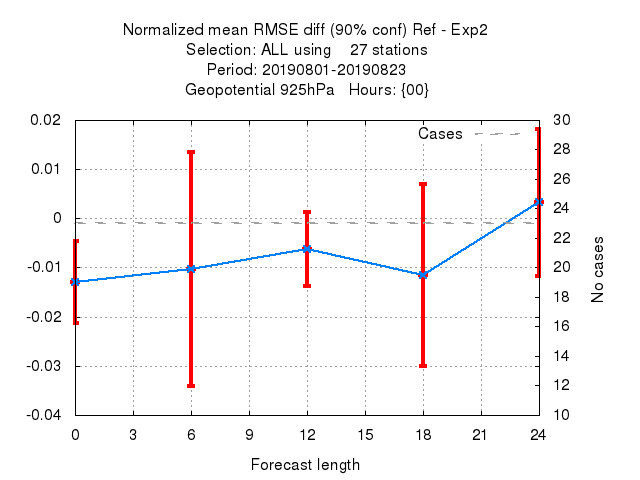 Normalized mean RMSE diff (90% conf) Ref - Exp2
Selection: ALL using    27 stations
Period: 20190801-20190823
Geopotential 925hPa   Hours: {00}
Cases
0.02
0.01
0
-0.01
-0.02
-0.03
-0.04
30
28
26
24
22
20
18
16
14
12
10
No cases
0 3 6 9 12 15 18 21 24
Forecast length